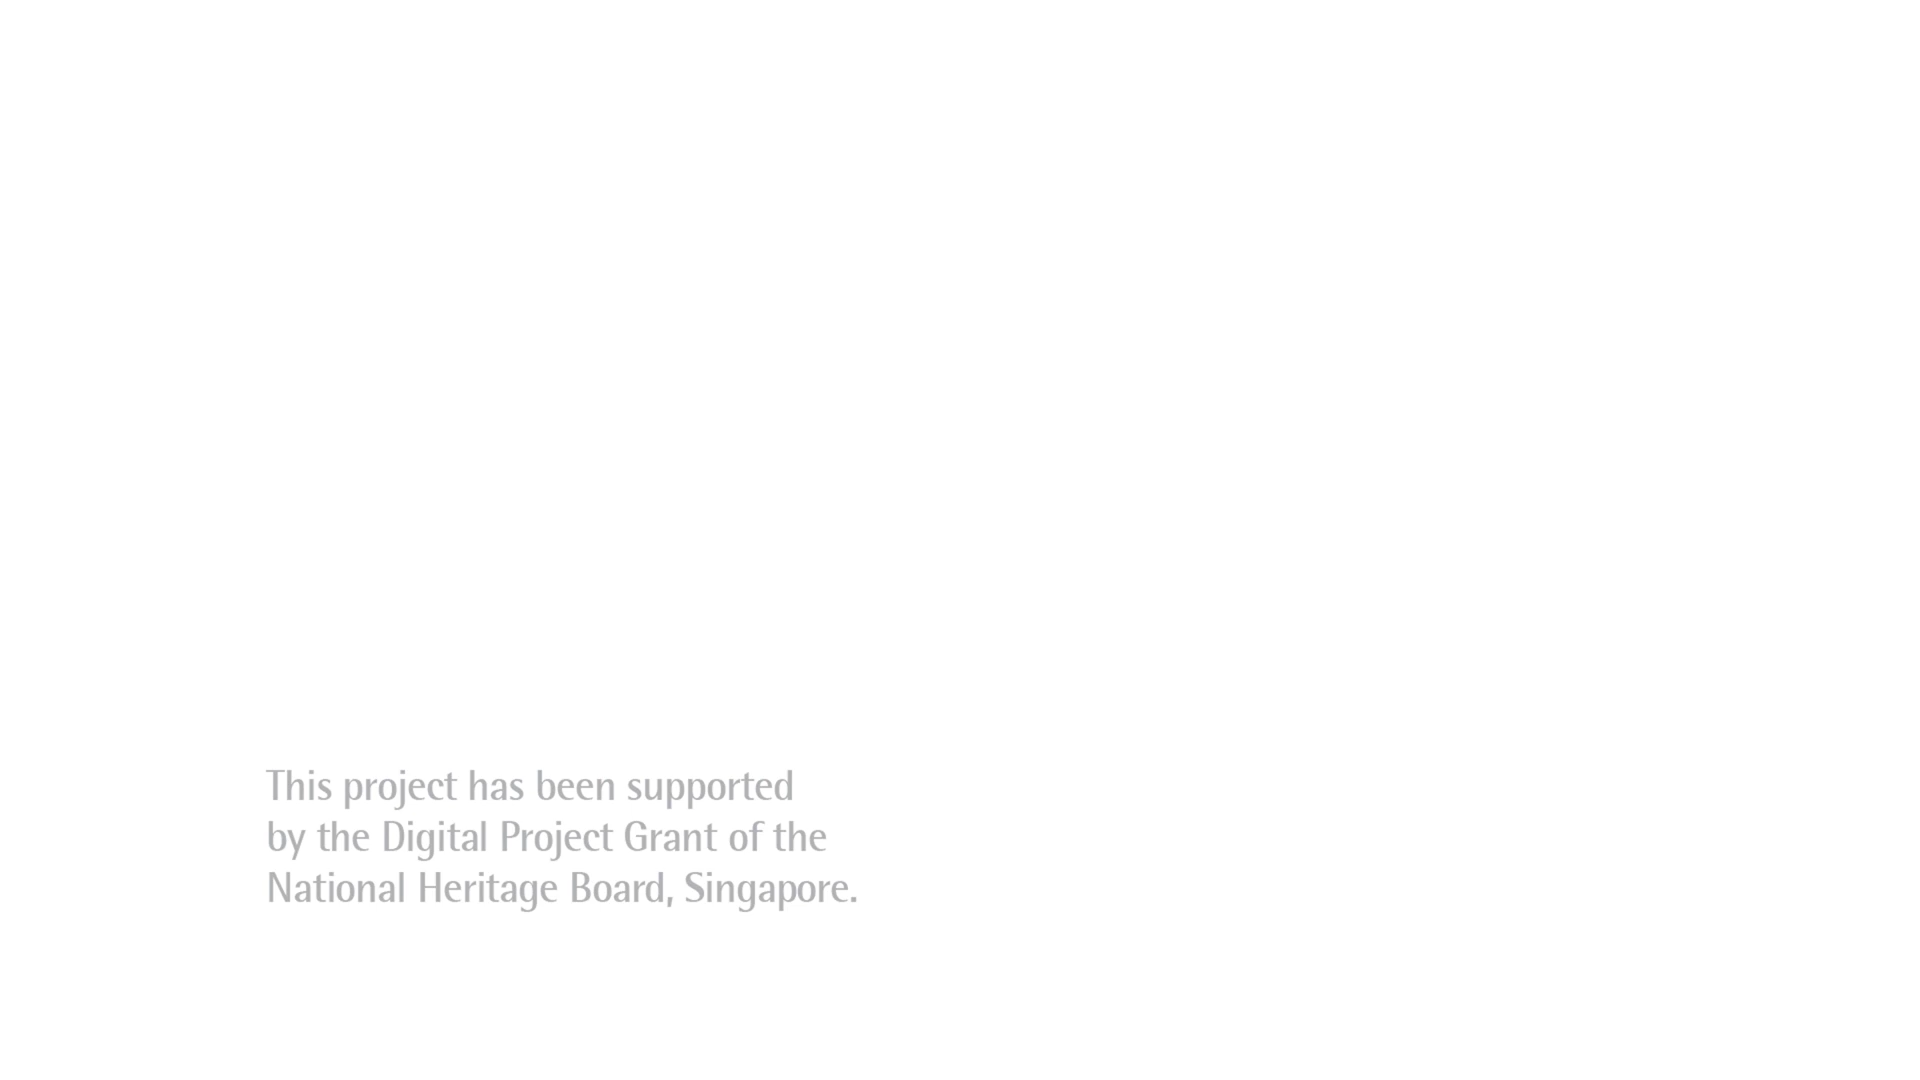 This project has been supported
by the Digital Project Grant of the
National Heritage Board, Singapore.